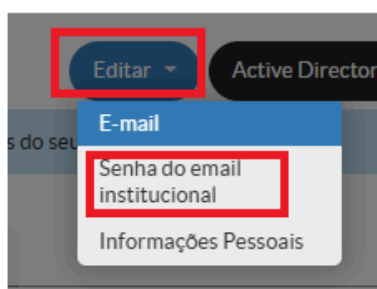 Editar
Active Director
s do seu
E-mail
Senha do email
institucional
Informações Pessoais